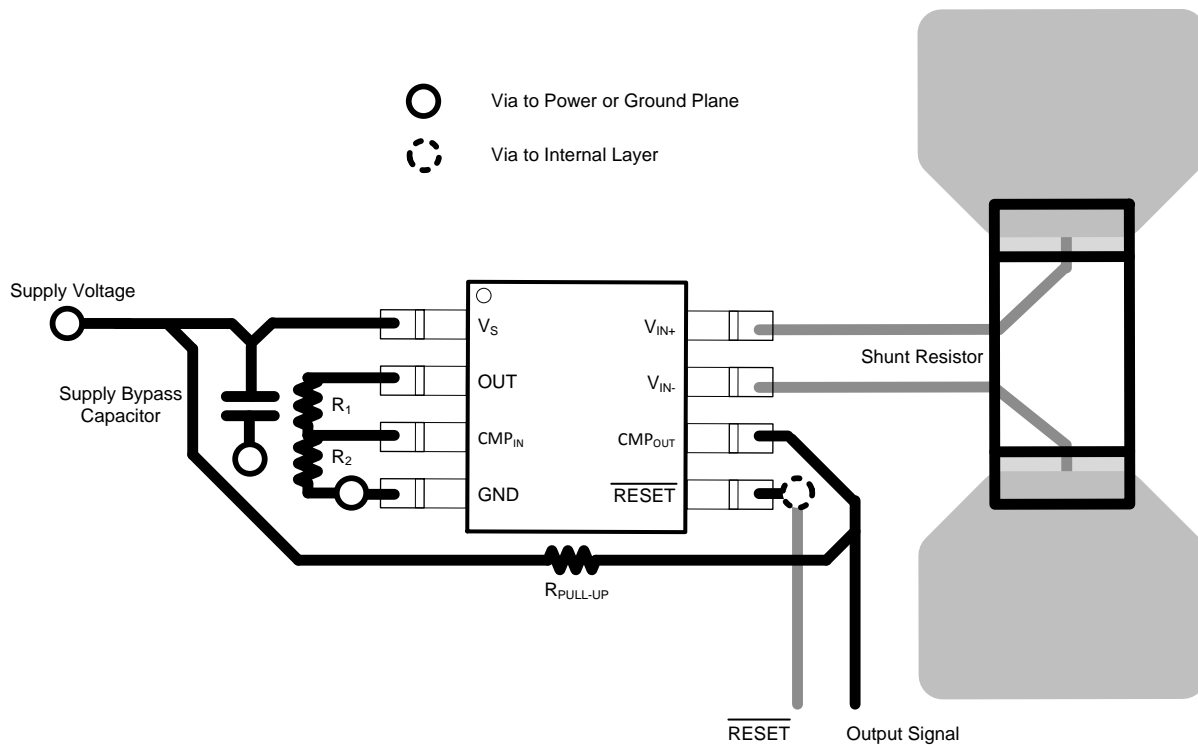 Via to Power or Ground Plane
Via to Internal Layer
Supply Voltage
Supply Bypass
Capacitor
R1
R2
VS
OUT
CMPIN
GND
VIN+
VIN-
CMPOUT
RESET
Shunt Resistor
RPULL-UP
RESET
Output Signal